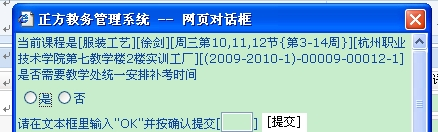 正方教务管理系统 -- 网页对话框
当前课程是[服装工艺][徐剑][周三第10,11,12节{第3-14周}][杭州职业
技术学院第七教学楼2楼实训工厂][(2009-2010-1)-00009-00012-1]
是否需要教学处统一安排补考时间
是 否
请在文本框里输入"OK"并按确认提交[ ] [提交]